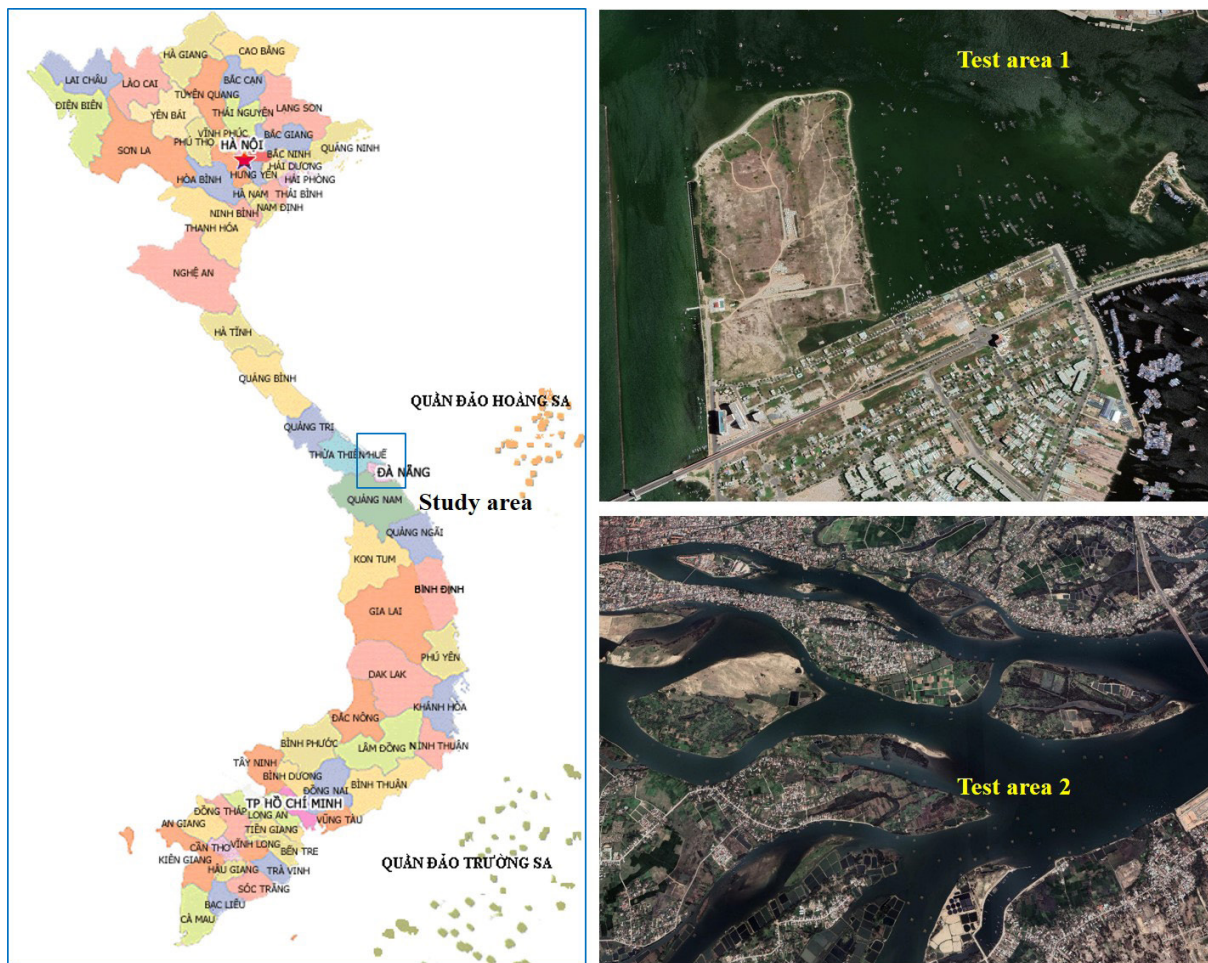 HÀ GIANG
CAO BẰNG
LAI CHÂU
LÀO CAI
BẮC CẠN
TUYÊN QUANG
ĐIỆN BIÊN
YÊN BÁI
THÁI NGUYÊN
LẠNG SƠN
VĨNH PHÚC
BẮC GIANG
PHÚ THỌ
SƠN LA
HÀ NỘI
BẮC NINH
QUẢNG NINH
HẢI DƯƠNG
HƯNG YÊN
HẢI PHÒNG
HÒA BÌNH
HÀ NAM
THÁI BÌNH
NINH BÌNH
NAM ĐỊNH
THANH HÓA
NGHỆ AN
HÀ TĨNH
QUẢNG BÌNH
QUẦN ĐẢO HOÀNG SA
QUẢNG TRỊ
THỪA THIÊN HUẾ
ĐÀ NẴNG
QUẢNG NAM
Study area
QUẢNG NGÃI
KON TUM
BÌNH ĐỊNH
GIA LAI
PHÚ YÊN
DAK LAK
KHÁNH HÒA
ĐẮC NÔNG
BÌNH PHƯỚC
LÂM ĐỒNG
NINH THUẬN
TÂY NINH
BÌNH DƯƠNG
ĐỒNG NAI
BÌNH THUẬN
TP HỒ CHÍ MINH
ĐỒNG THÁP
LONG AN
VŨNG TÀU
AN GIANG
TIỀN GIANG
CẦN THƠ
VĨNH LONG
BẾN TRE
KIÊN GIANG
HẬU GIANG
TRÀ VINH
QUẦN ĐẢO TRƯỜNG SA
SÓC TRĂNG
BẠC LIÊU
CÀ MAU
Test area 1
Test area 2